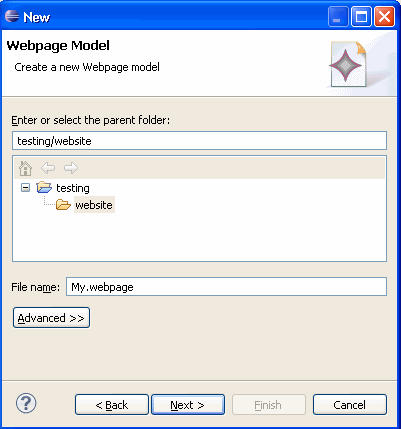 New
Webpage Model
Create a new Webpage model
Enter or select the parent folder:
testing/website
testing
website
File name: My.webpage
Advanced >>
? < Back Next > Finish Cancel